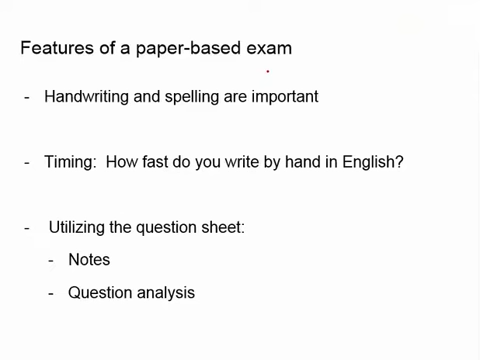 Features of a paper-based exam
- Handwriting and spelling are important
- Timing: How fast do you write by hand in English?
- Utilizing the question sheet:
- Notes
- Question analysis